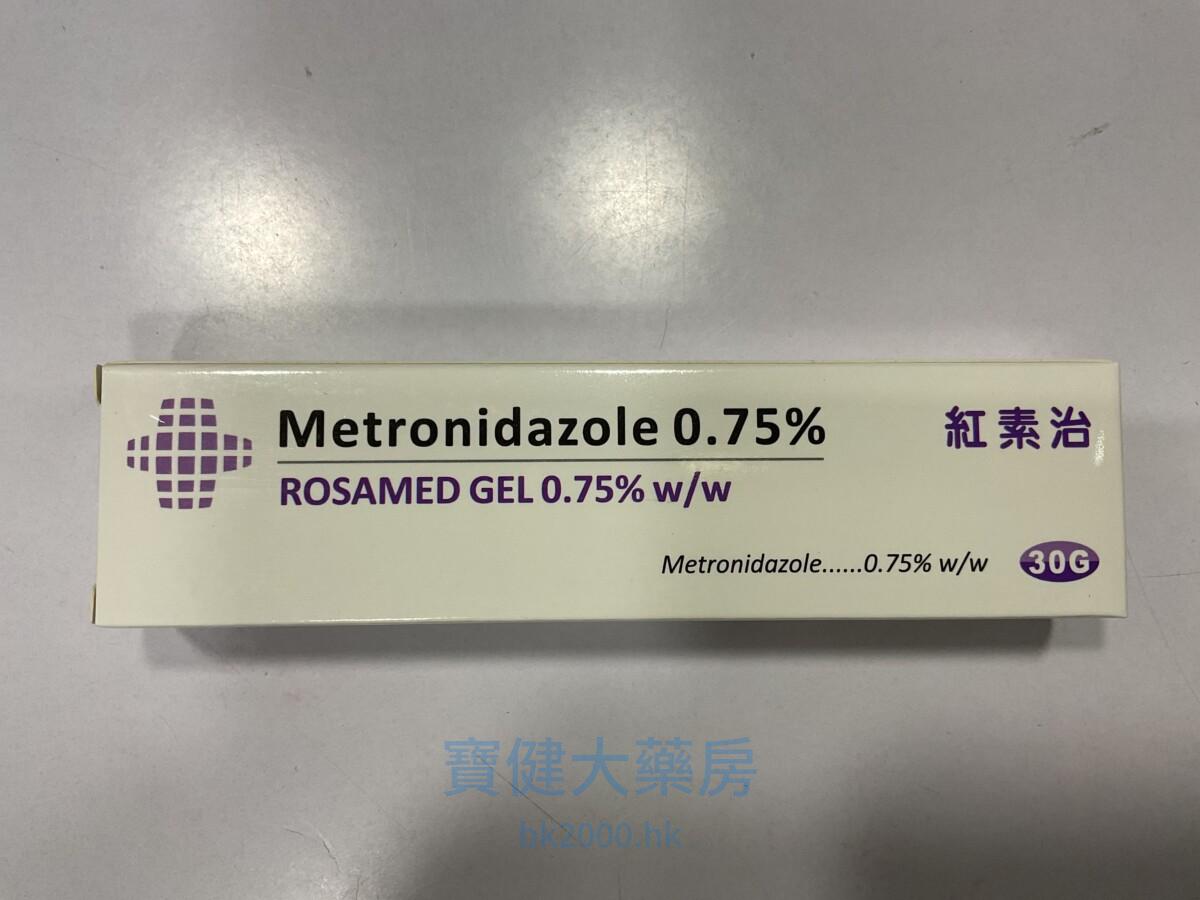 Metronidazole 0.75%
紅素治
ROSAMED GEL 0.75% w/w
Metronidazole......0.75% w/w
30G
寶健大藥房
bk2000.hk